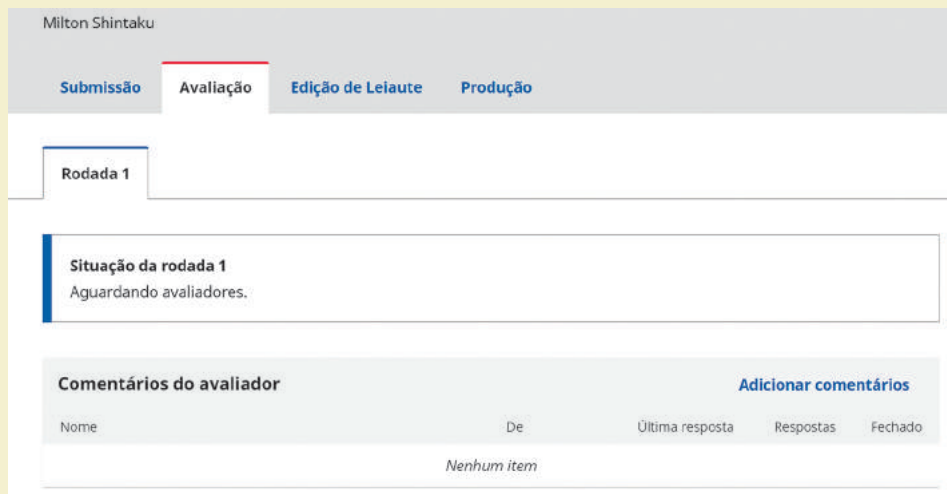 Milton Shintaku
Submissão Avaliação Edição de Leiaute Produção
Rodada 1
Situação da rodada 1
Aguardando avaliadores.
Comentários do avaliador Adicionar comentários
Nome De Última resposta Respostas Fechado
Nenhum item